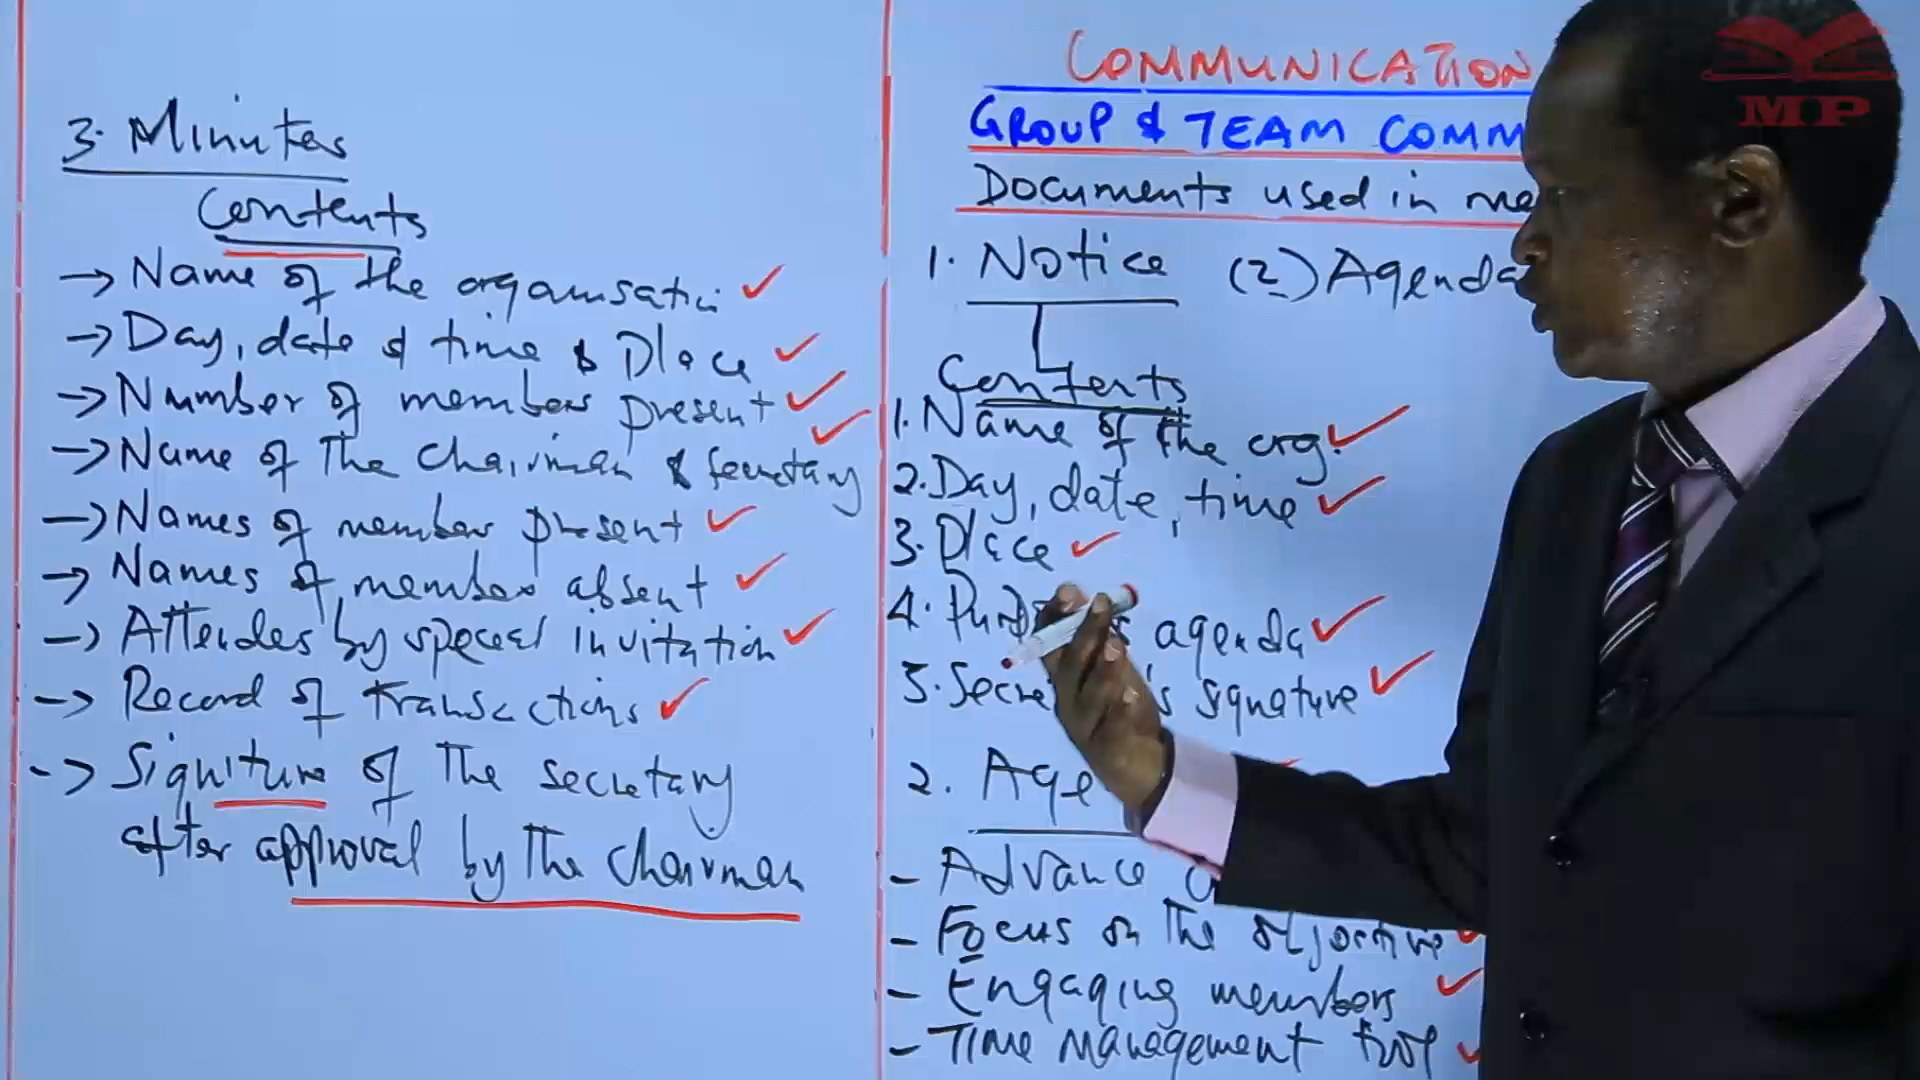 3. Minutes
Contents
→ Name of the organisation ✓
→ Day, date & time & Place ✓
→ Number of members present ✓
→ Name of the Chairman & Secretary ✓
→ Names of member present ✓
→ Names of members absent ✓
→ Attendes by special invitation ✓
→ Record of transactions ✓
→ Signiture of the secretary
after approval by the Chairman
COMMUNICATION
GROUP & TEAM COMM
Documents used in me
1. Notice (2) Agenda
Contents
1. Name of the org. ✓
2. Day, date, time ✓
3. Place ✓
4. agenda ✓
5. Secre 's signature ✓
2. Age
- Advance
- Focus on the objective ✓
- Engaging members ✓
- Time management tool ✓
MP